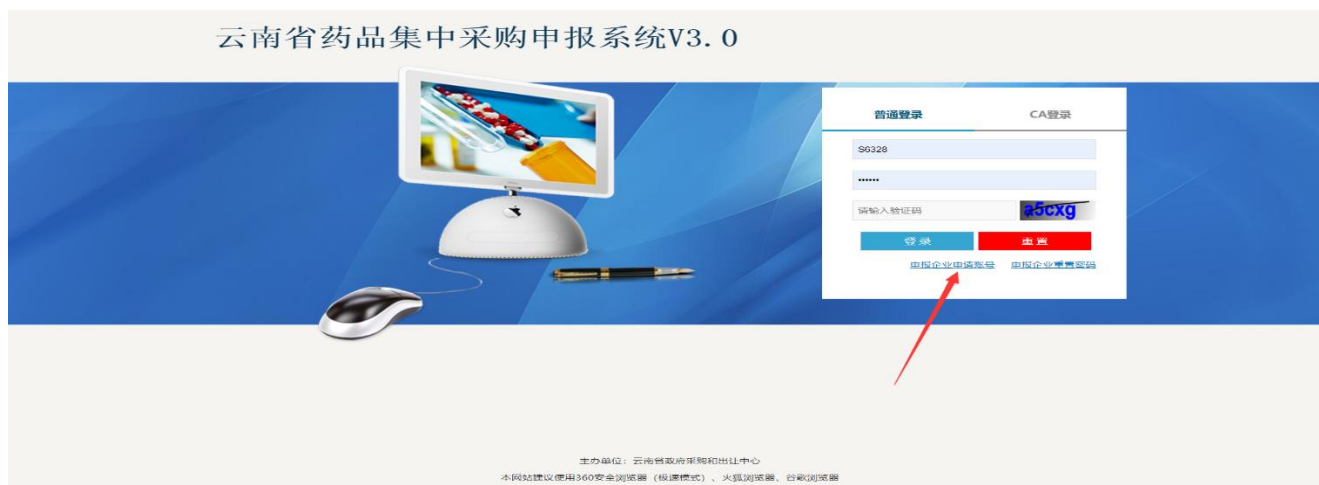 云南省药品集中采购申报系统V3.0
普通登录 CA登录
S6328
••••••
请输入验证码 a5cxg
登录 重置
申报企业申请账号 申报企业重置密码
主办单位：云南省政府采购和出让中心
本网站建议使用360安全浏览器（极速模式）、火狐浏览器、谷歌浏览器